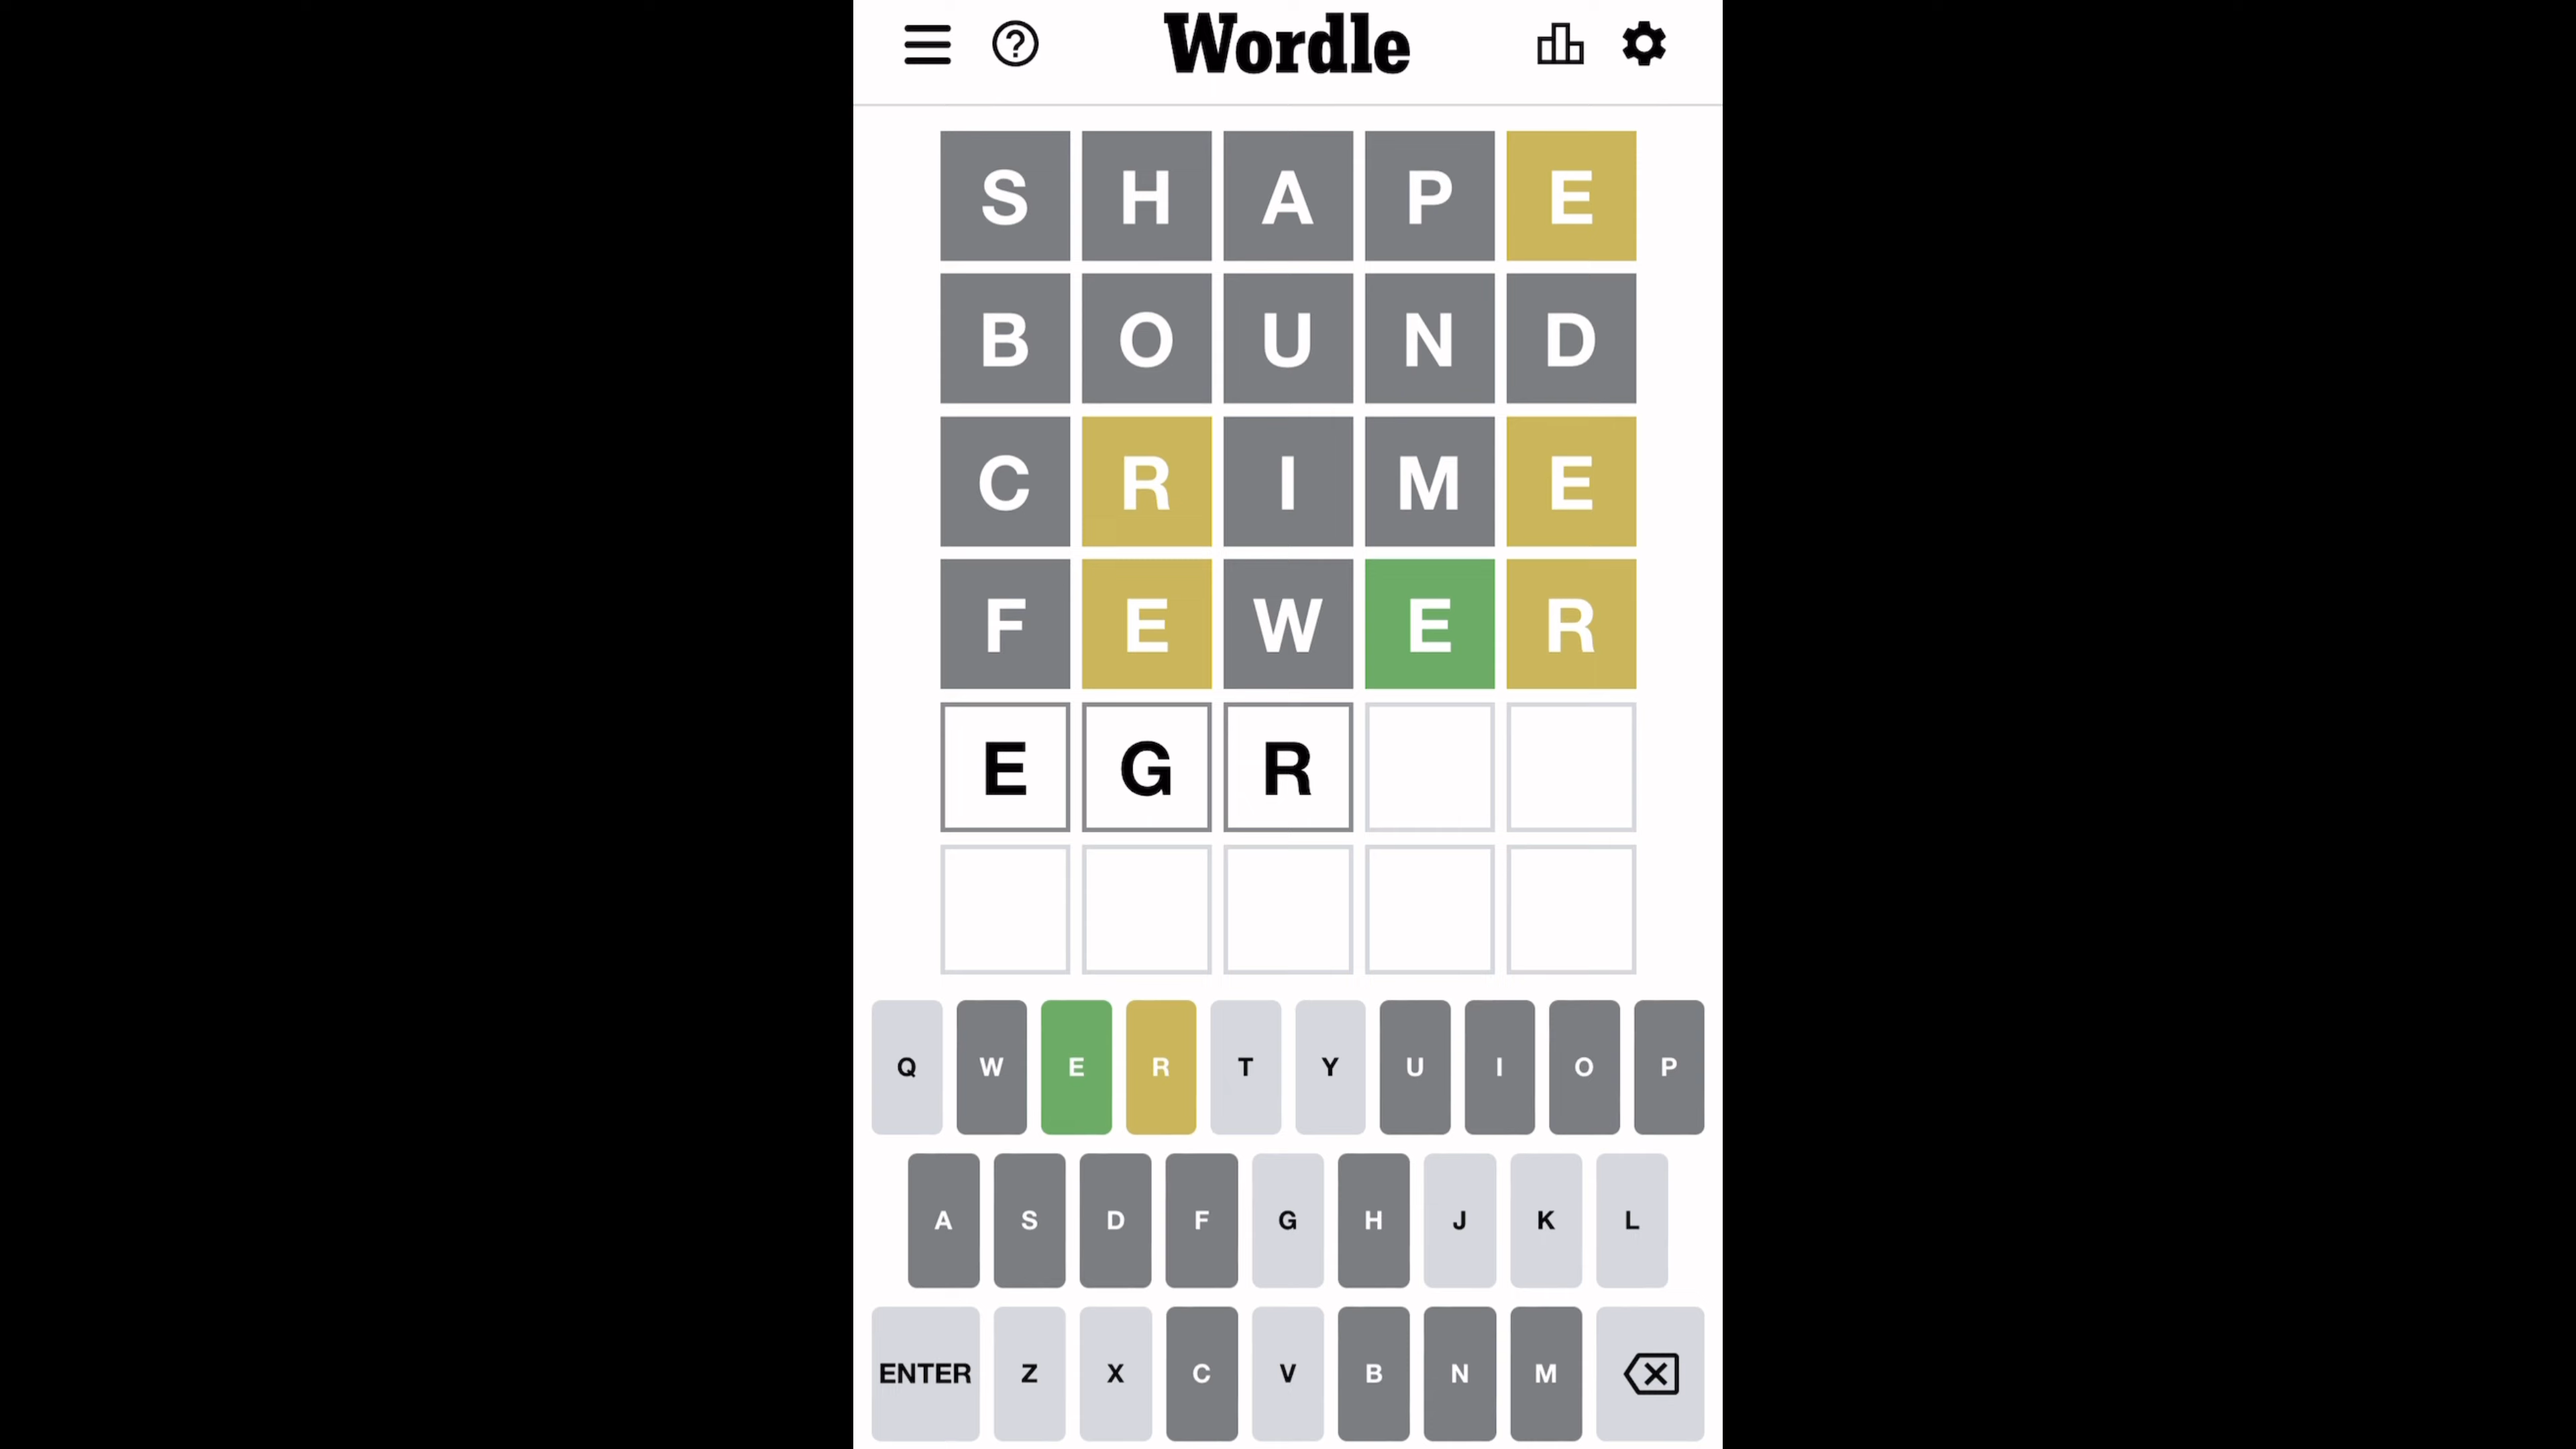 Wordle
S H A P E
B O U N D
C R I M E
F E W E R
E G R
Q W E R T Y U I O P
A S D F G H J K L
ENTER Z X C V B N M